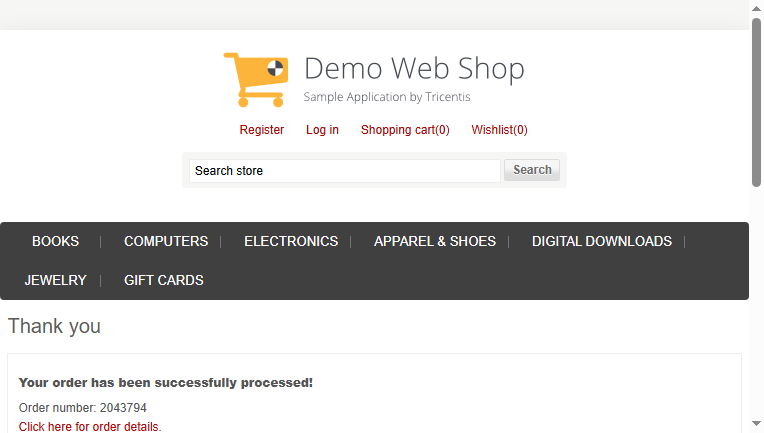 Demo Web Shop
Sample Application by Tricentis
Register Log in Shopping cart(0) Wishlist(0)
Search store Search
BOOKS COMPUTERS ELECTRONICS APPAREL & SHOES DIGITAL DOWNLOADS
JEWELRY GIFT CARDS
Thank you
Your order has been successfully processed!
Order number: 2043794
Click here for order details.